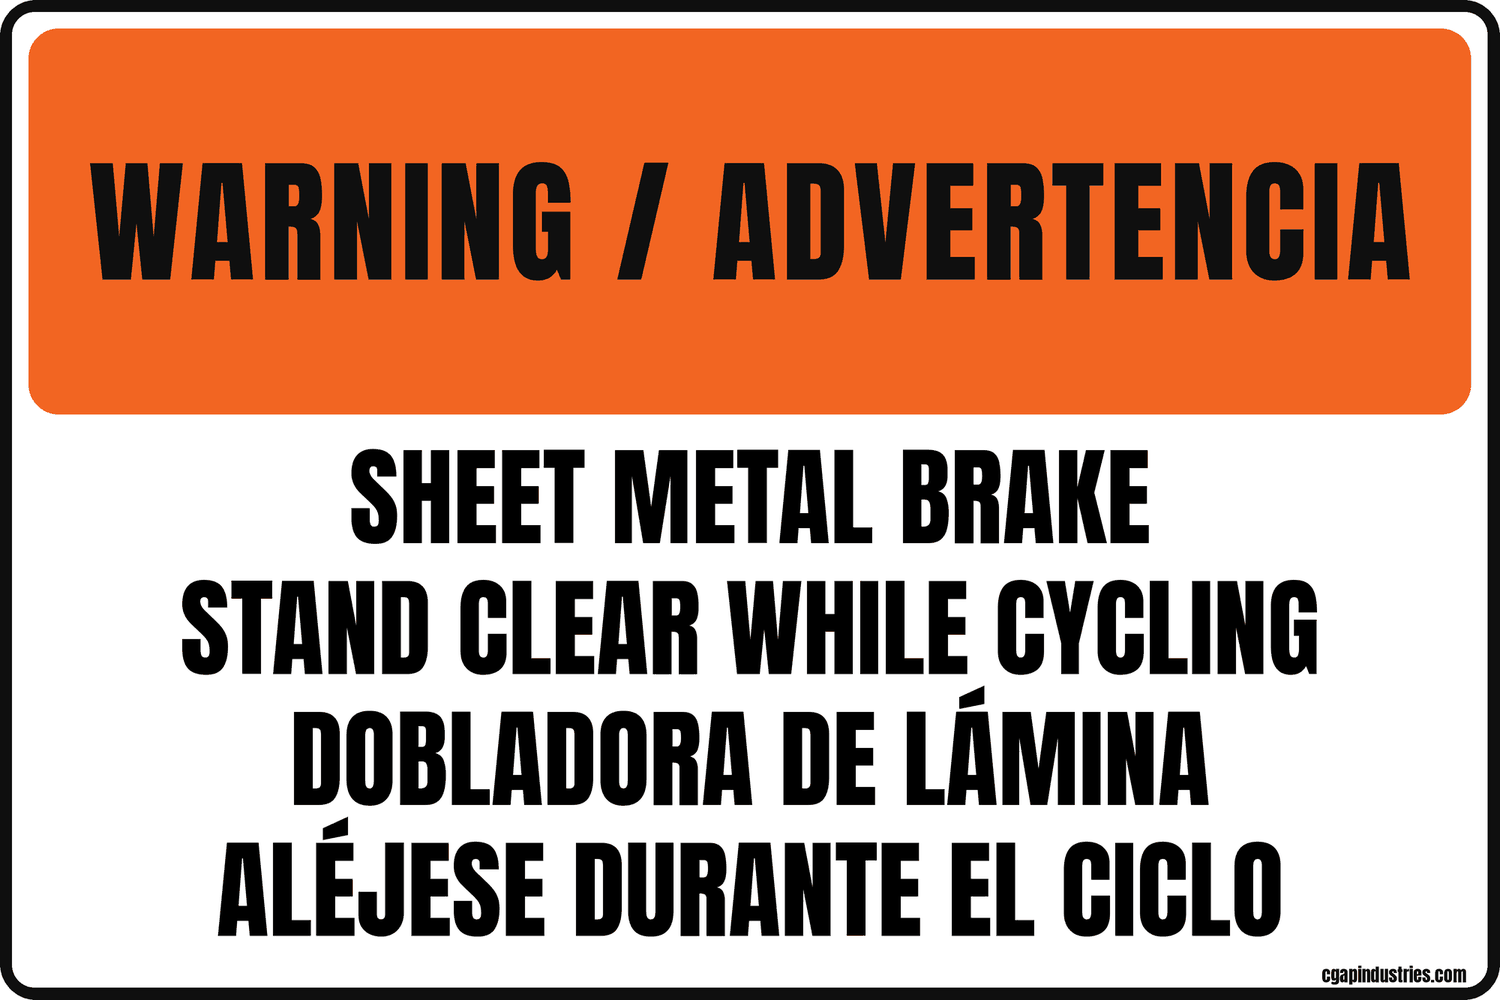 WARNING / ADVERTENCIA
SHEET METAL BRAKE
STAND CLEAR WHILE CYCLING
DOBLADORA DE LÁMINA
ALÉJESE DURANTE EL CICLO
cgapindustries.com